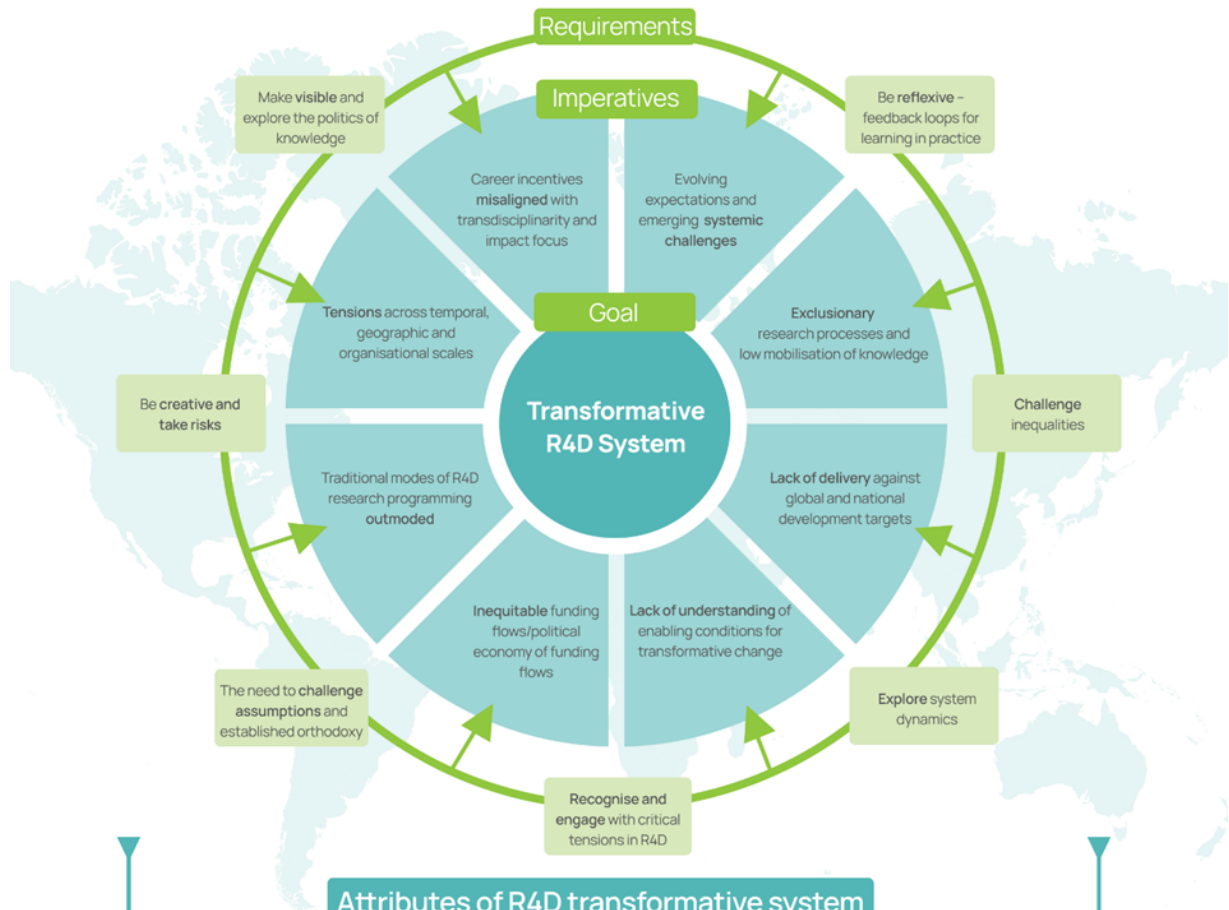 Requirements
Imperatives
Make visible and
explore the politics of
knowledge
Be reflexive –
feedback loops for
learning in practice
Career incentives
misaligned with
transdisciplinarity and
impact focus
Evolving
expectations and
emerging systemic
challenges
Tensions across temporal,
geographic and
organisational scales
Goal
Exclusionary
research processes and
low mobilisation of knowledge
Be creative and
take risks
Transformative
R4D System
Challenge
inequalities
Traditional modes of R4D
research programming
outmoded
Lack of delivery against
global and national
development targets
Inequitable funding
flows/political
economy of funding
flows
Lack of understanding of
enabling conditions for
transformative change
The need to challenge
assumptions and
established orthodoxy
Explore system
dynamics
Recognise and
engage with critical
tensions in R4D
Attributes of R4D transformative system